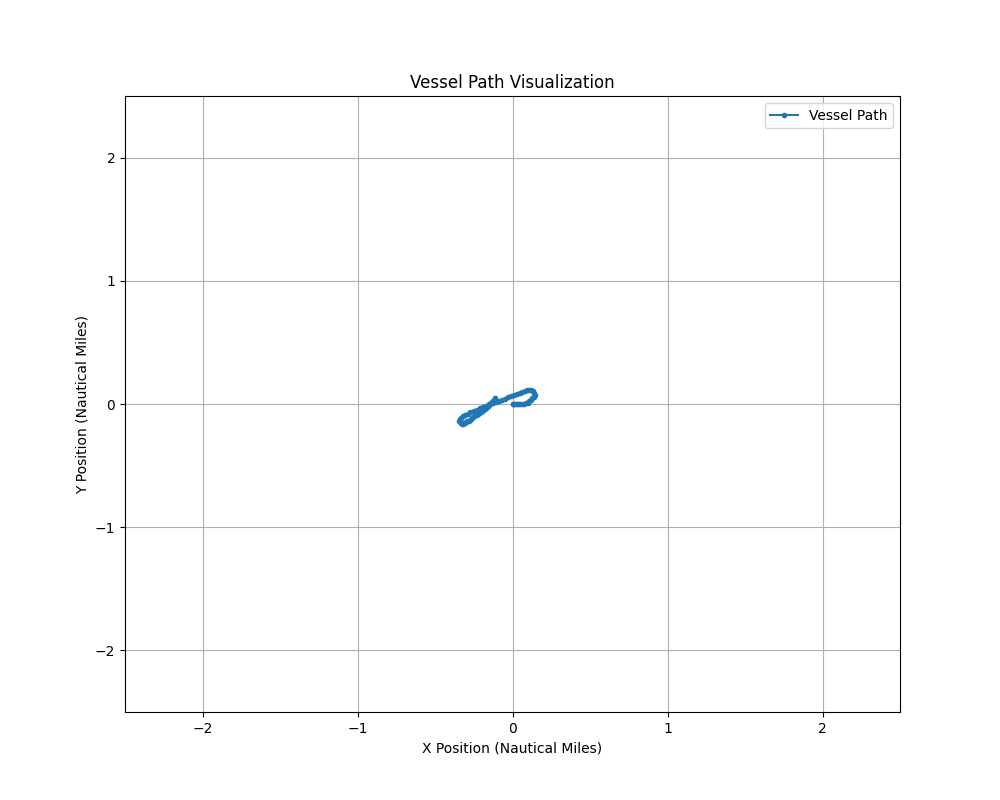 Vessel Path Visualization
Vessel Path
Y Position (Nautical Miles)
2
1
0
−1
−2
−2
−1
0
1
2
X Position (Nautical Miles)